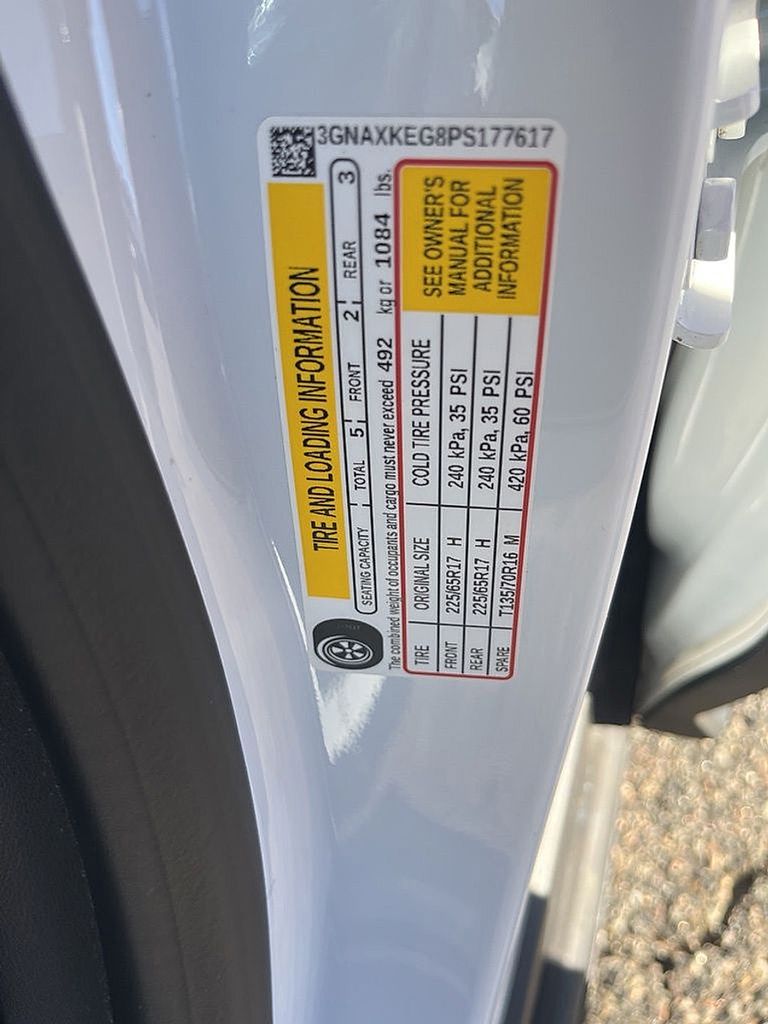 3GNAXKEG8PS177617
TIRE AND LOADING INFORMATION
SEATING CAPACITY TOTAL 5 FRONT 2 REAR 3
The combined weight of occupants and cargo must never exceed 492 kg or 1084 lbs.
TIRE ORIGINAL SIZE COLD TIRE PRESSURE
FRONT 225/65R17 H 240 kPa, 35 PSI
REAR 225/65R17 H 240 kPa, 35 PSI
SPARE T135/70R16 M 420 kPa, 60 PSI
SEE OWNER'S
MANUAL FOR
ADDITIONAL
INFORMATION